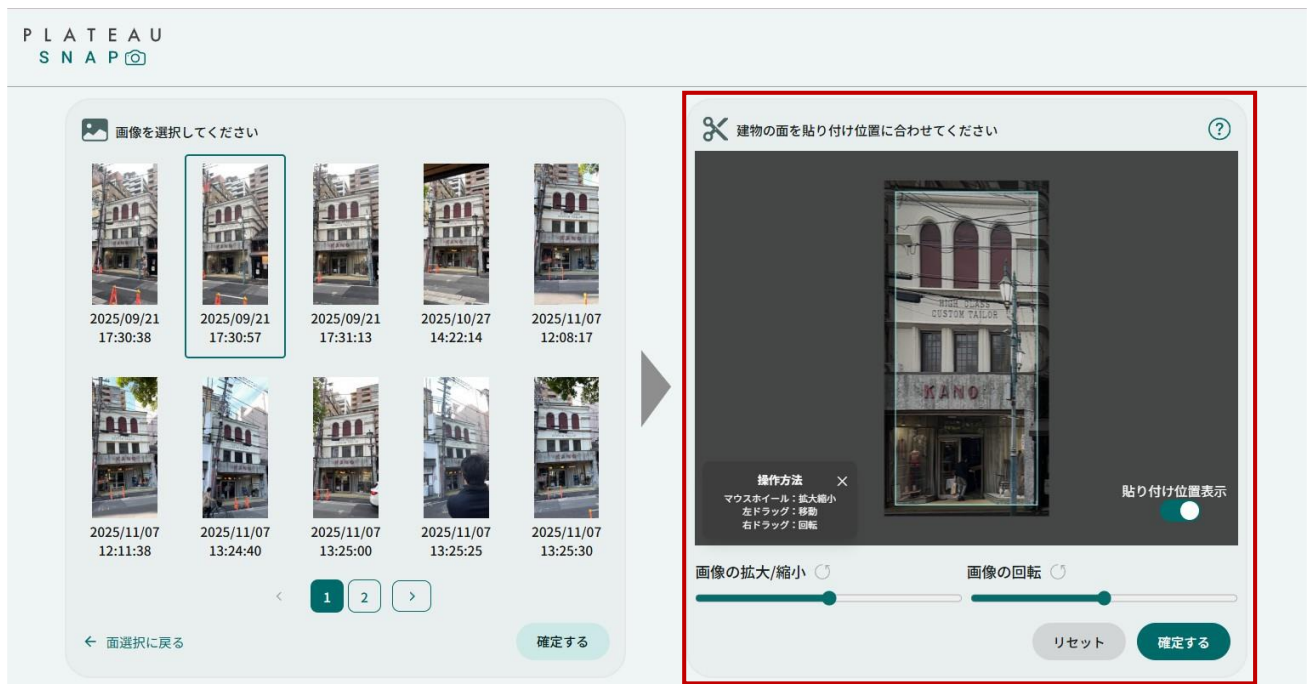 PLATEAU
SNAP
画像を選択してください
2025/09/21
17:30:38
2025/09/21
17:30:57
2025/09/21
17:31:13
2025/10/27
14:22:14
2025/11/07
12:08:17
2025/11/07
12:11:38
2025/11/07
13:24:40
2025/11/07
13:25:00
2025/11/07
13:25:25
2025/11/07
13:25:30
< 1 2 >
← 面選択に戻る
確定する
建物の面を貼り付け位置に合わせてください
?
HIGH CLASS
CUSTOM TAILOR
KANO
操作方法 ×
マウスホイール:拡大縮小
左ドラッグ:移動
右ドラッグ:回転
貼り付け位置表示
画像の拡大/縮小
画像の回転
リセット
確定する